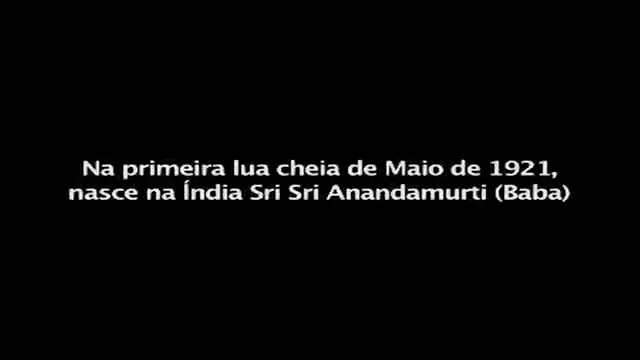 Na primeira lua cheia de Maio de 1921,
nasce na Índia Sri Sri Anandamurti (Baba)